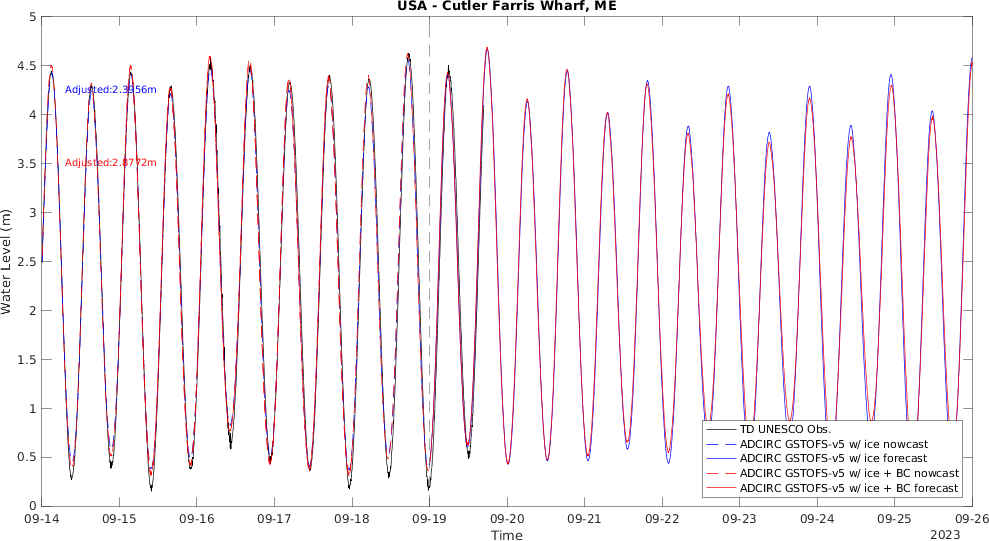 USA - Cutler Farris Wharf, ME
5
4.5
4
3.5
3
2.5
2
1.5
1
0.5
0
Water Level (m)
Adjusted:2.3956m
Adjusted:2.8772m
TD UNESCO Obs.
ADCIRC GSTOFS-v5 w/ ice nowcast
ADCIRC GSTOFS-v5 w/ ice forecast
ADCIRC GSTOFS-v5 w/ ice + BC nowcast
ADCIRC GSTOFS-v5 w/ ice + BC forecast
09-14 09-15 09-16 09-17 09-18 09-19 09-20 09-21 09-22 09-23 09-24 09-25 09-26
Time
2023